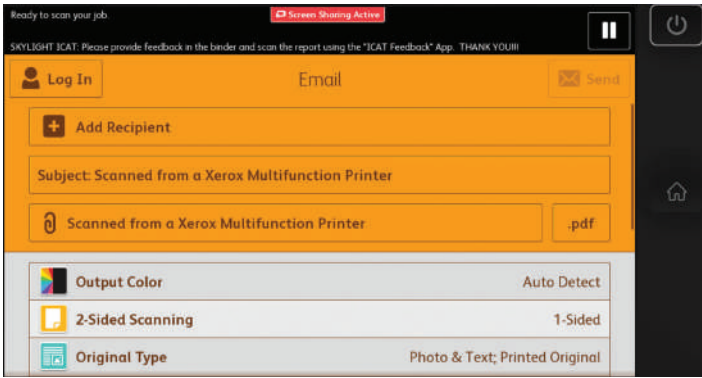 Ready to scan your job.
Screen Sharing Active
SKYLIGHT ICAT: Please provide feedback in the binder and scan the report using the "ICAT Feedback" App.  THANK YOU!!!
Log In
Email
Send
Add Recipient
Subject: Scanned from a Xerox Multifunction Printer
Scanned from a Xerox Multifunction Printer
.pdf
Output Color
Auto Detect
2-Sided Scanning
1-Sided
Original Type
Photo & Text; Printed Original